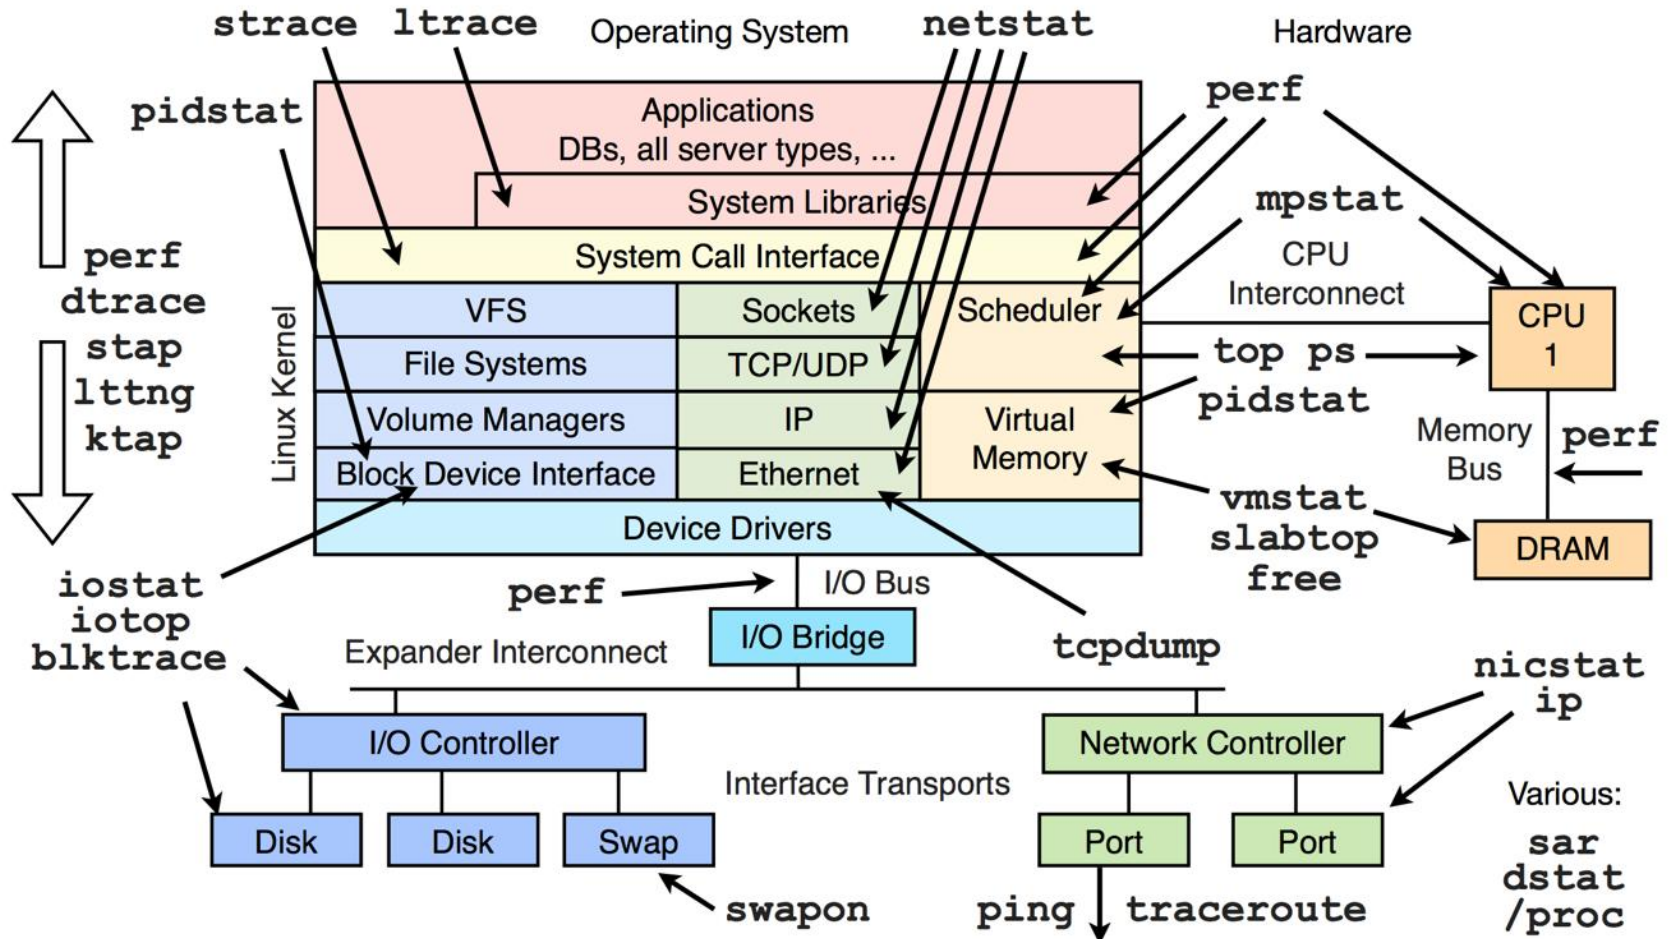 strace ltrace Operating System netstat Hardware
pidstat
Applications
DBs, all server types, ...
perf
System Libraries
mpstat
perf
dtrace
stap
lttng
ktap
System Call Interface
CPU
Interconnect
Linux Kernel
VFS
Sockets
Scheduler
File Systems
TCP/UDP
Volume Managers
IP
Virtual
Memory
Block Device Interface
Ethernet
Device Drivers
CPU
1
top ps
pidstat
Memory
Bus
perf
vmstat
slabtop
free
DRAM
iostat
iotop
blktrace
perf
I/O Bus
I/O Bridge
Expander Interconnect
tcpdump
nicstat
ip
I/O Controller
Network Controller
Interface Transports
Disk
Disk
Swap
Port
Port
swapon
ping
traceroute
Various:
sar
dstat
/proc